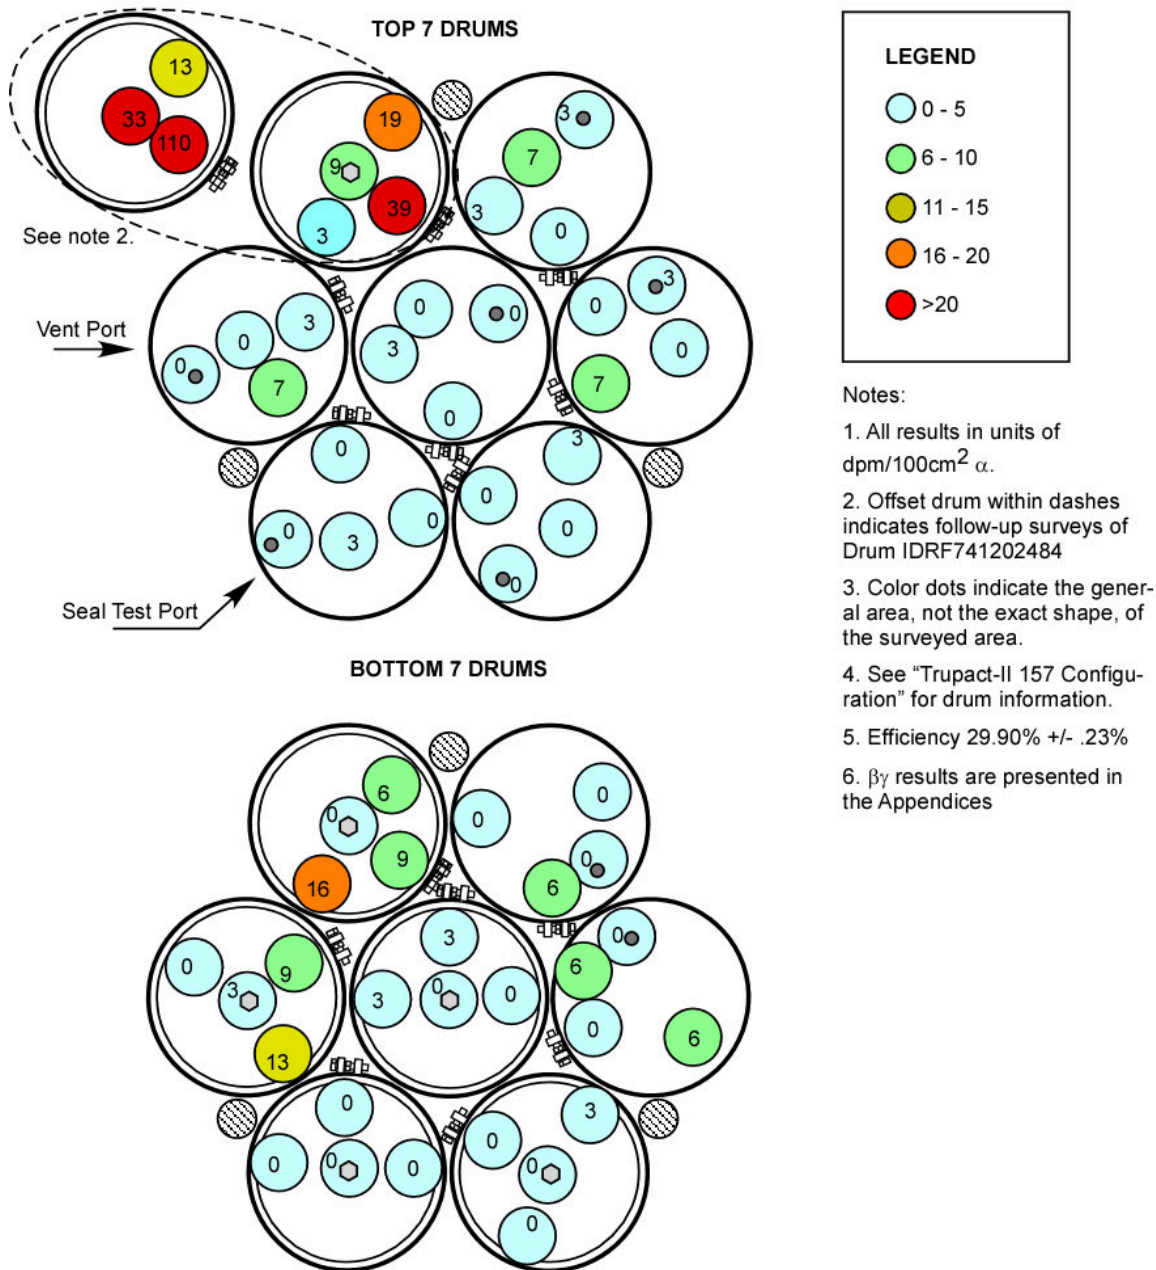 TOP 7 DRUMS
13
33
110
See note 2.
19
9
39
3
3
7
3
0
Vent Port
0
0
3
7
0
0
3
0
3
0
0
7
0
0
3
0
3
0
0
0
Seal Test Port
BOTTOM 7 DRUMS
6
0
9
16
0
0
0
6
0
3
9
13
3
3
0
0
0
6
0
6
0
0
0
0
3
0
0
0
LEGEND
0 - 5
6 - 10
11 - 15
16 - 20
>20
Notes:
1. All results in units of
dpm/100cm² α.
2. Offset drum within dashes
indicates follow-up surveys of
Drum IDRF741202484
3. Color dots indicate the gener-
al area, not the exact shape, of
the surveyed area.
4. See “Trupact-II 157 Configu-
ration” for drum information.
5. Efficiency 29.90% +/- .23%
6. βγ results are presented in
the Appendices